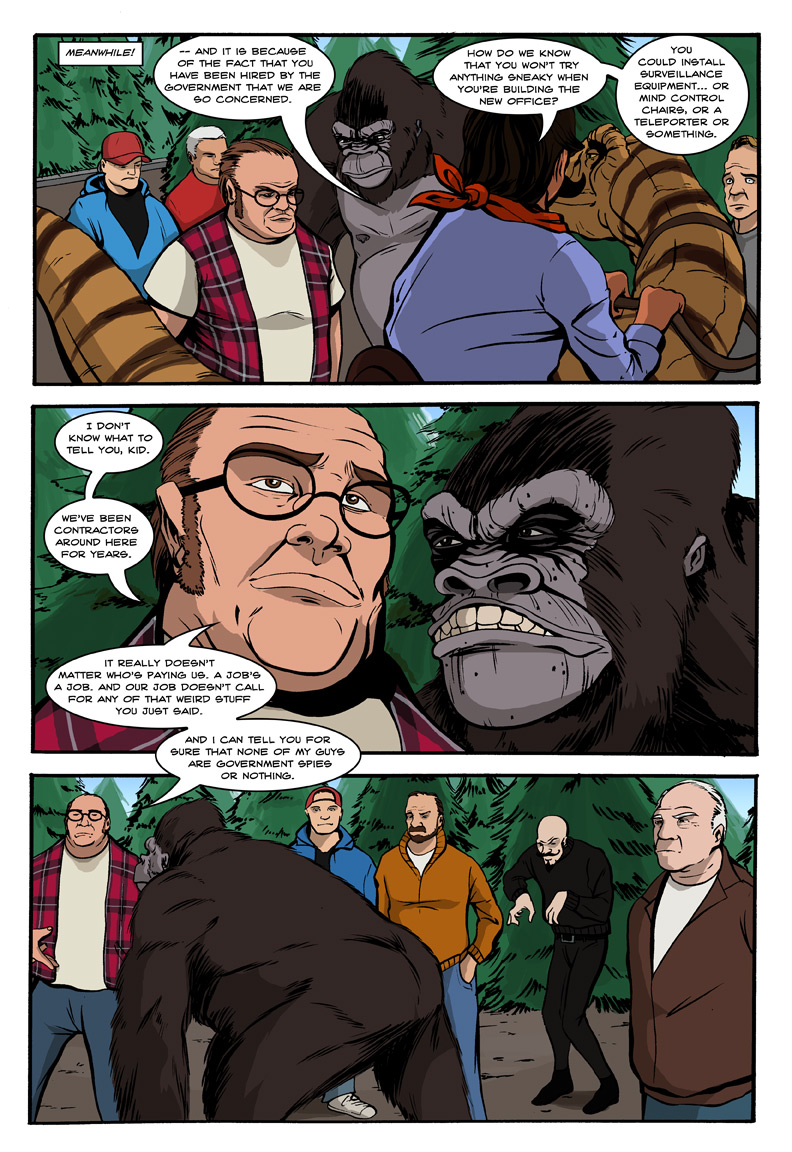 MEANWHILE!
-- AND IT IS BECAUSE
OF THE FACT THAT YOU
HAVE BEEN HIRED BY THE
GOVERNMENT THAT WE ARE
SO CONCERNED.
HOW DO WE KNOW
THAT YOU WON'T TRY
ANYTHING SNEAKY WHEN
YOU'RE BUILDING THE
NEW OFFICE?
YOU
COULD INSTALL
SURVEILLANCE
EQUIPMENT... OR
MIND CONTROL
CHAIRS, OR A
TELEPORTER OR
SOMETHING.
I DON'T
KNOW WHAT TO
TELL YOU, KID.
WE'VE BEEN
CONTRACTORS
AROUND HERE
FOR YEARS.
IT REALLY DOESN'T
MATTER WHO'S PAYING US. A JOB'S
A JOB. AND OUR JOB DOESN'T CALL
FOR ANY OF THAT WEIRD STUFF
YOU JUST SAID.
AND I CAN TELL YOU FOR
SURE THAT NONE OF MY GUYS
ARE GOVERNMENT SPIES
OR NOTHING.